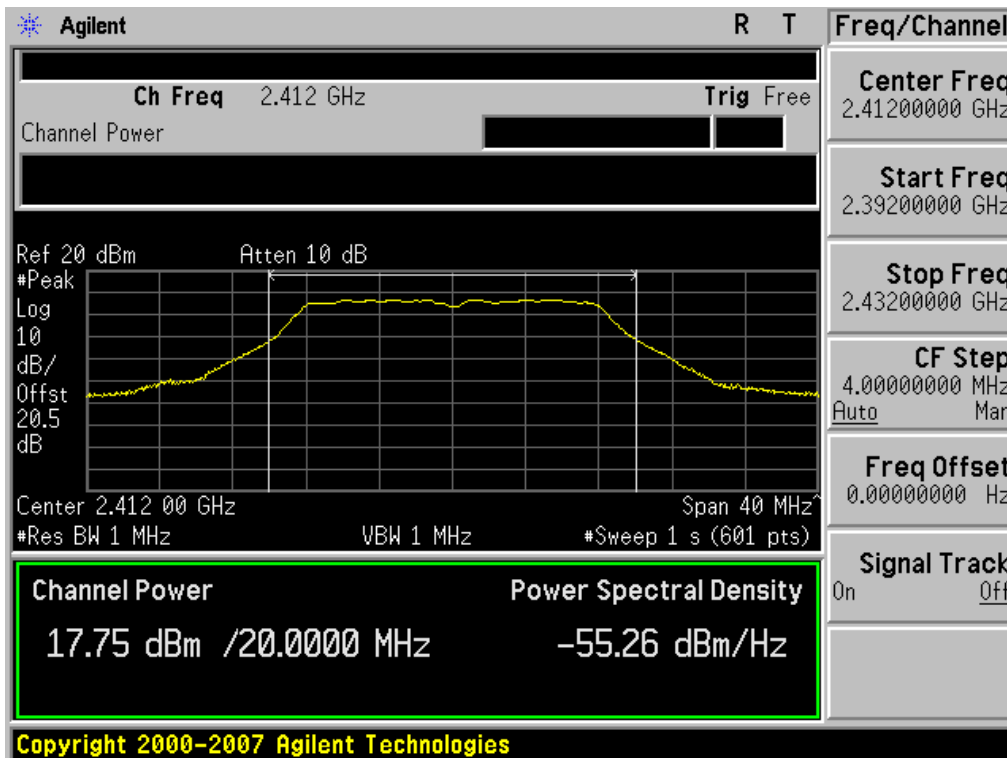 Agilent R T
Freq/Channel
Ch Freq 2.412 GHz Trig Free
Channel Power
Center Freq
2.41200000 GHz
Start Freq
2.39200000 GHz
Stop Freq
2.43200000 GHz
CF Step
4.00000000 MHz
Auto Man
Freq Offset
0.00000000 Hz
Signal Track
On Off
Ref 20 dBm Atten 10 dB
#Peak
Log
10
dB/
Offst
20.5
dB
Center 2.412 00 GHz Span 40 MHz^
#Res BW 1 MHz VBW 1 MHz #Sweep 1 s (601 pts)
Channel Power Power Spectral Density
17.75 dBm /20.0000 MHz -55.26 dBm/Hz
Copyright 2000-2007 Agilent Technologies